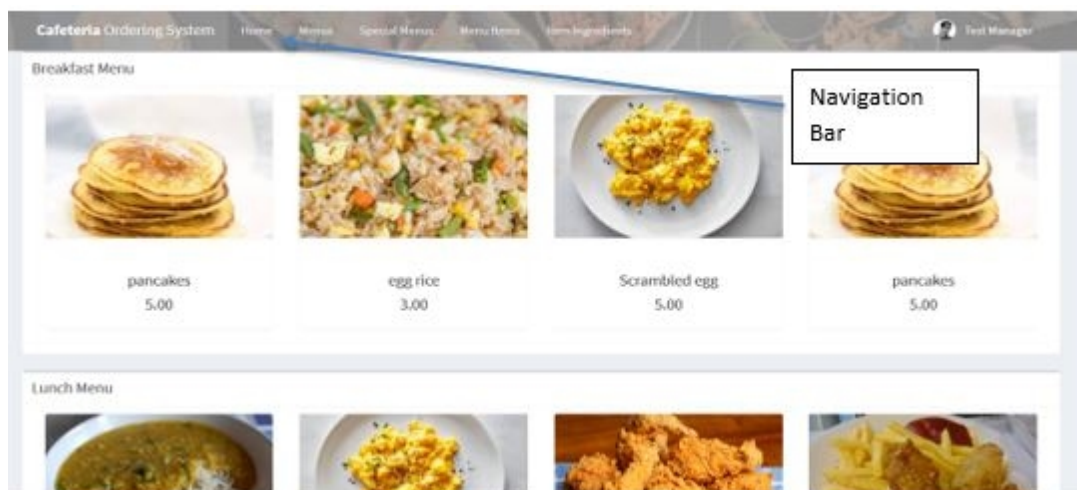 Cafeteria Ordering System Home Menus Special Menus Menu Items Item Ingredients Test Manager
Breakfast Menu
Navigation
Bar
pancakes
egg rice
Scrambled egg
pancakes
5.00
3.00
5.00
5.00
Lunch Menu